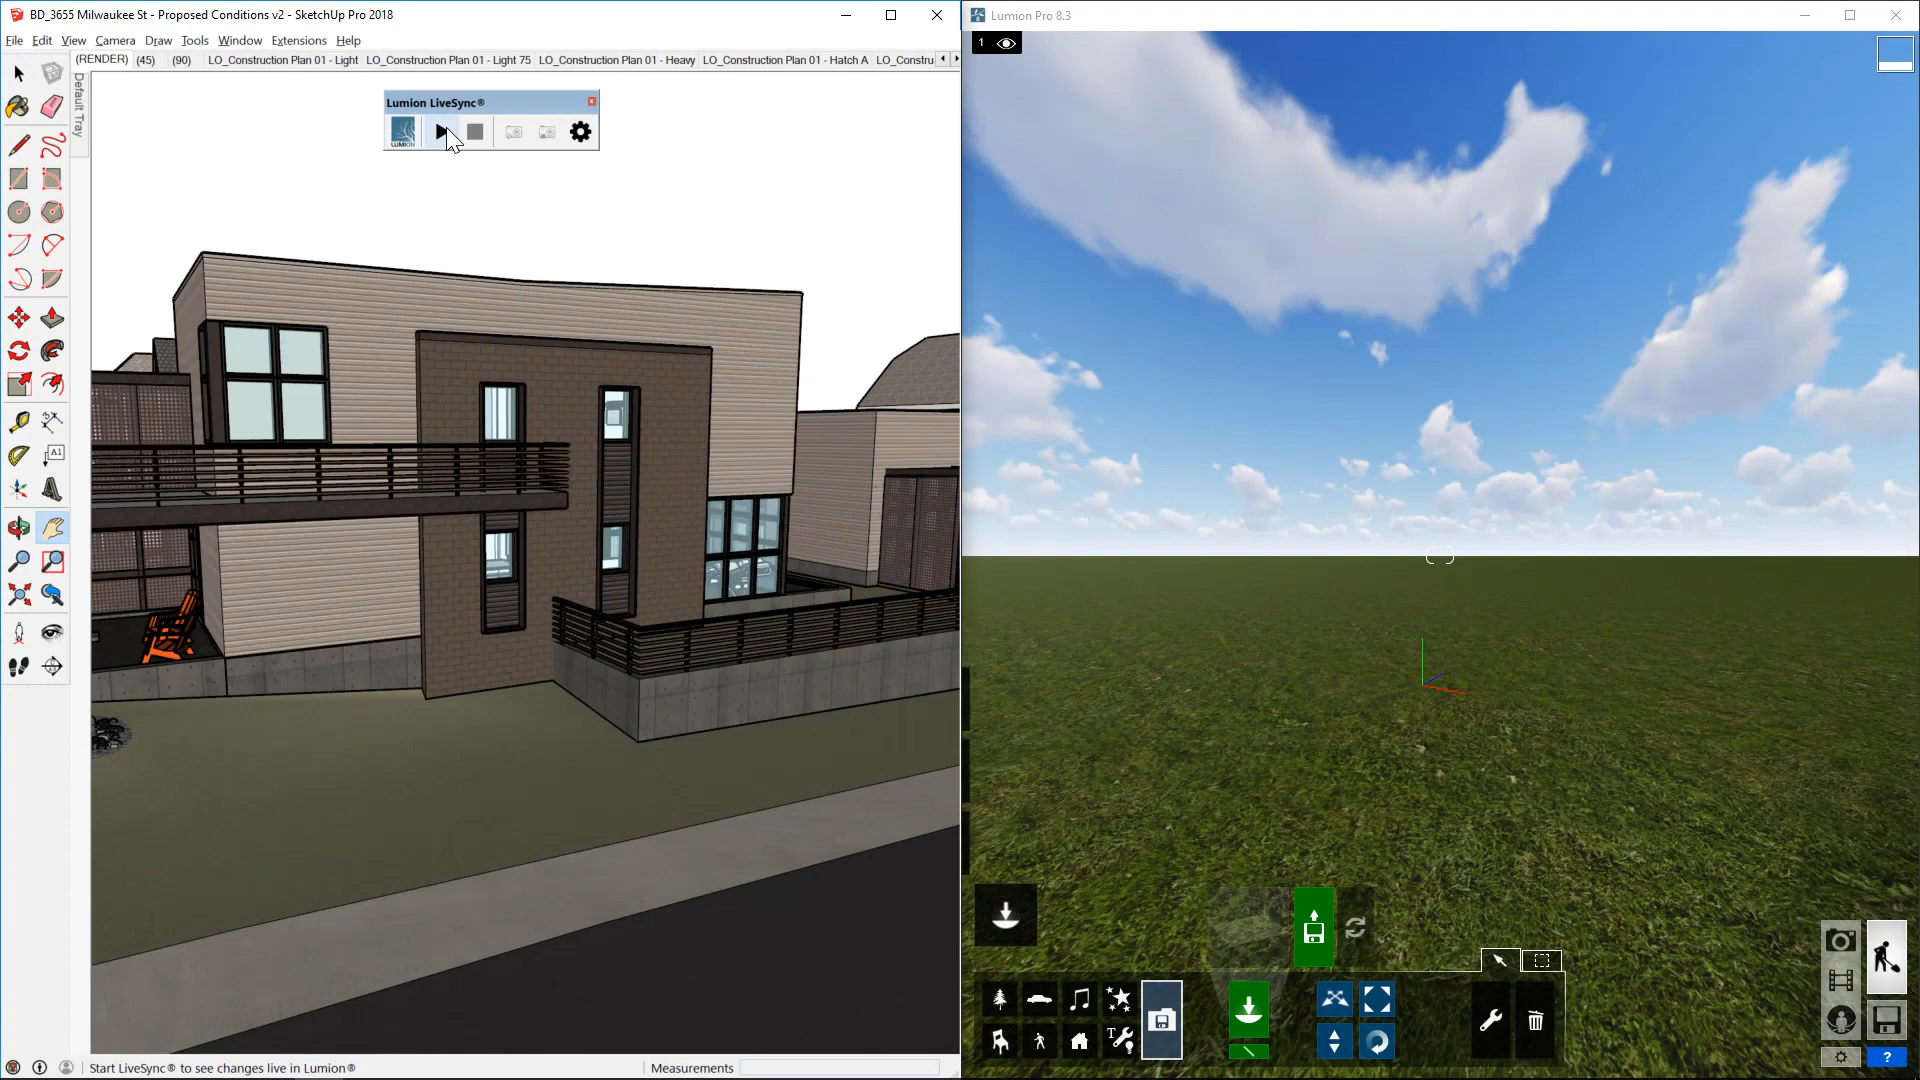 BD_3655 Milwaukee St - Proposed Conditions v2 - SketchUp Pro 2018
File Edit View Camera Draw Tools Window Extensions Help
(RENDER) (45) (90) LO_Construction Plan 01 - Light LO_Construction Plan 01 - Light 75 LO_Construction Plan 01 - Heavy LO_Construction Plan 01 - Hatch A LO_Constru
Default Tray
Lumion LiveSync®
LUMION
A1
Start LiveSync® to see changes live in Lumion®
Measurements
Lumion Pro 8.3
1
T
?